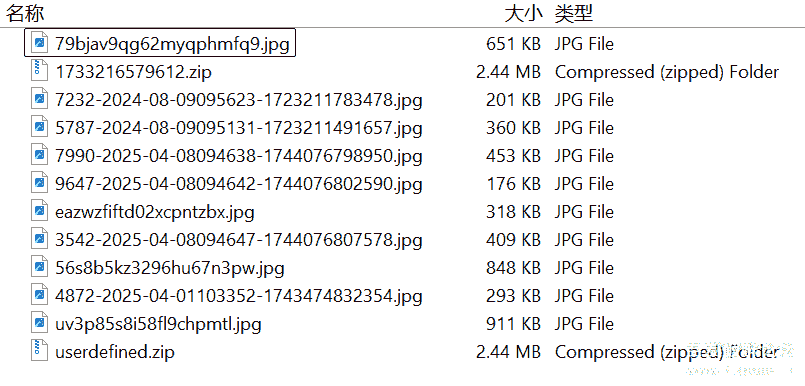 名称 大小 类型
79bjav9qg62myqphmfq9.jpg 651 KB JPG File
1733216579612.zip 2.44 MB Compressed (zipped) Folder
7232-2024-08-09095623-1723211783478.jpg 201 KB JPG File
5787-2024-08-09095131-1723211491657.jpg 360 KB JPG File
7990-2025-04-08094638-1744076798950.jpg 453 KB JPG File
9647-2025-04-08094642-1744076802590.jpg 176 KB JPG File
eazwzfiftd02xcpntzbx.jpg 318 KB JPG File
3542-2025-04-08094647-1744076807578.jpg 409 KB JPG File
56s8b5kz3296hu67n3pw.jpg 848 KB JPG File
4872-2025-04-01103352-1743474832354.jpg 293 KB JPG File
uv3p85s8i58fl9chpmtl.jpg 911 KB JPG File
userdefined.zip 2.44 MB Compressed (zipped) Folder